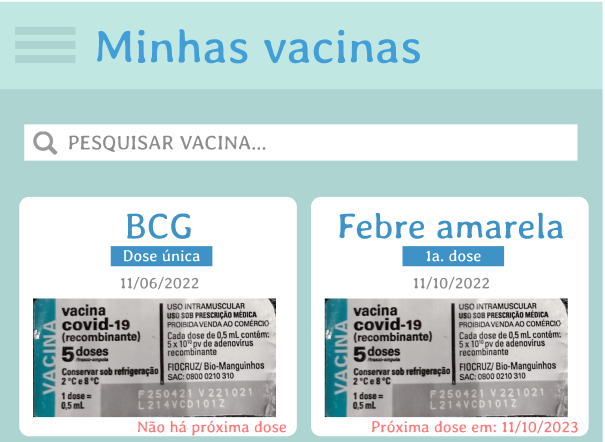 Minhas vacinas
PESQUISAR VACINA...
BCG
Dose única
11/06/2022
VACINA
vacina
covid-19
(recombinante)
5 doses
frasco-ampola
Conservar sob refrigeração
2 °C e 8 °C
1 dose =
0,5 mL
USO INTRAMUSCULAR
USO SOB PRESCRIÇÃO MÉDICA
PROIBIDA VENDA AO COMÉRCIO
Cada dose de 0,5 mL contém:
5 x 10¹⁰ pv de adenovírus
recombinante
FIOCRUZ/ Bio-Manguinhos
SAC: 0800 0210 310
F250421 V221021
L214VCD101Z
Não há próxima dose
Febre amarela
1a. dose
11/10/2022
VACINA
vacina
covid-19
(recombinante)
5 doses
frasco-ampola
Conservar sob refrigeração
2 °C e 8 °C
1 dose =
0,5 mL
USO INTRAMUSCULAR
USO SOB PRESCRIÇÃO MÉDICA
PROIBIDA VENDA AO COMÉRCIO
Cada dose de 0,5 mL contém:
5 x 10¹⁰ pv de adenovírus
recombinante
FIOCRUZ/ Bio-Manguinhos
SAC: 0800 0210 310
F250421 V221021
L214VCD101Z
Próxima dose em: 11/10/2023